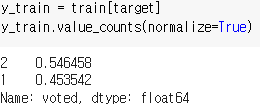 y_train = train[target]
y_train.value_counts(normalize=True)
2    0.546458
1    0.453542
Name: voted, dtype: float64